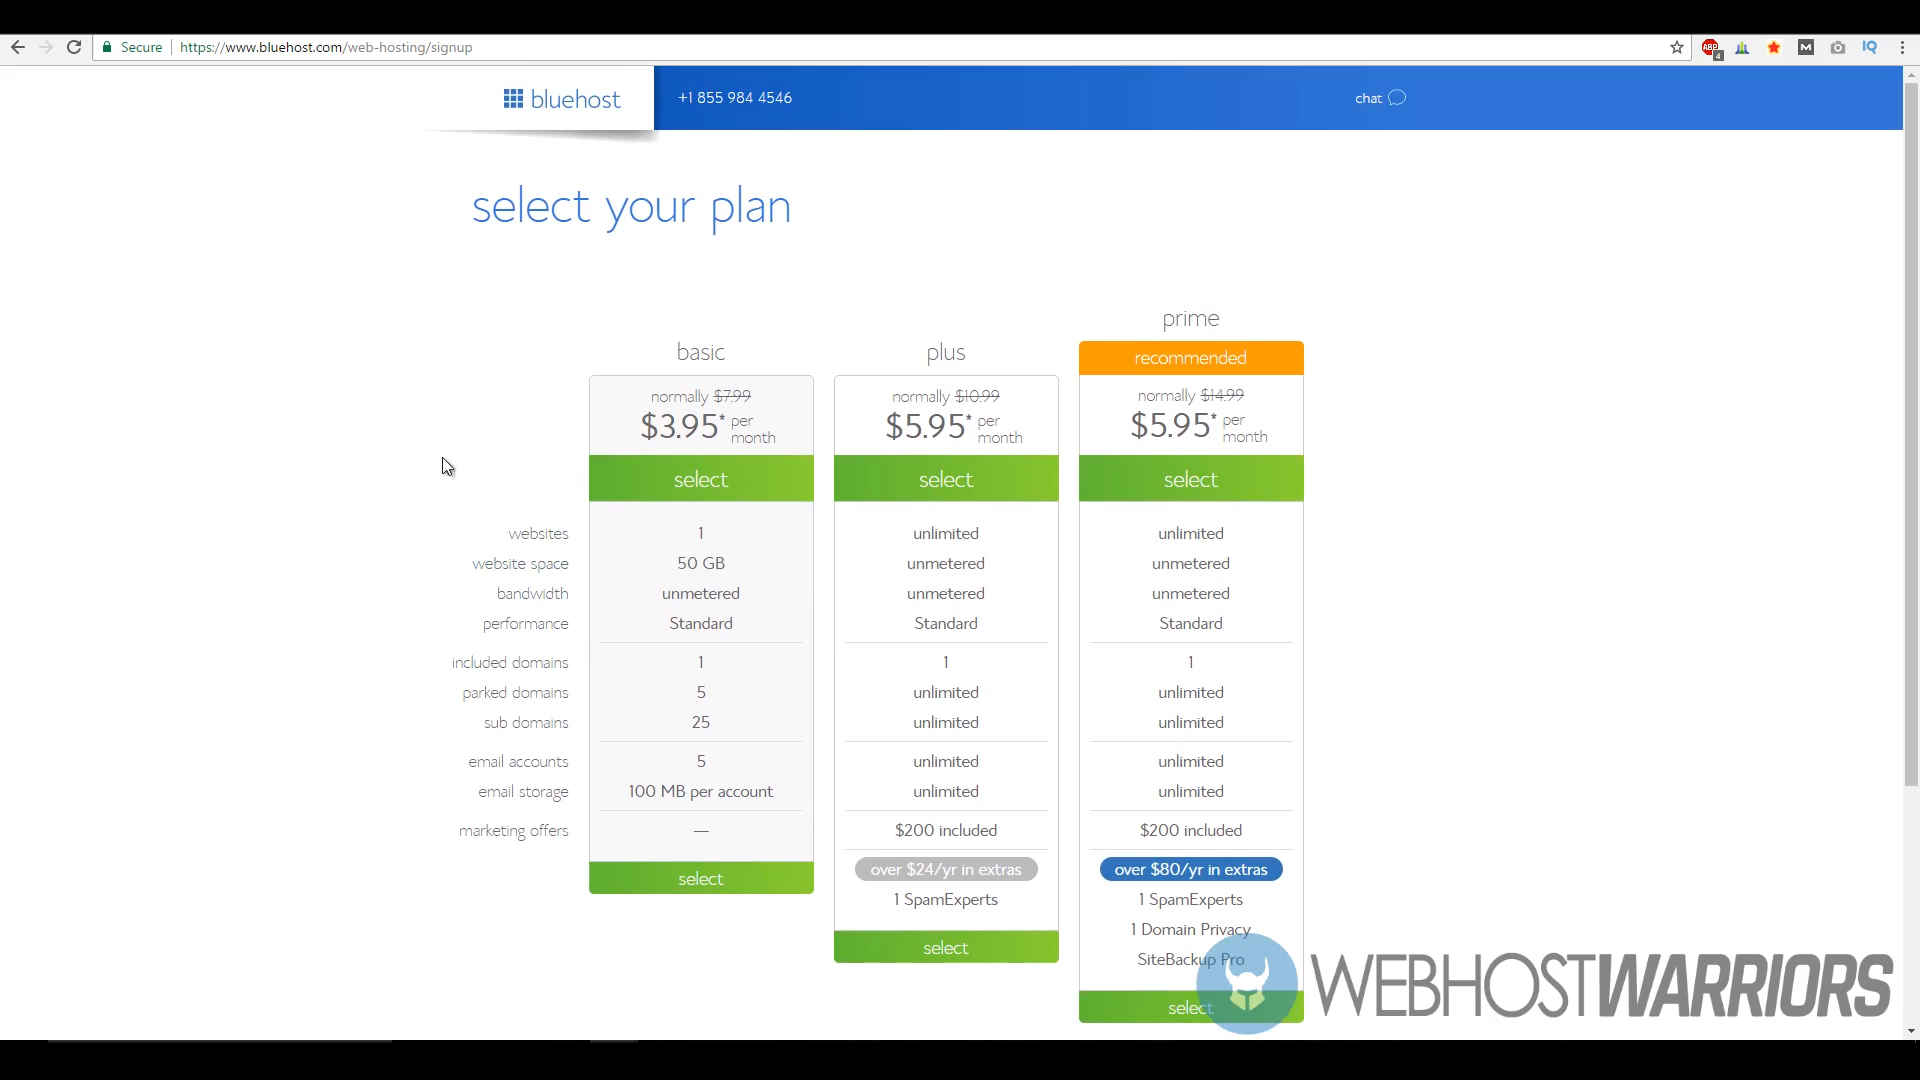 Secure https://www.bluehost.com/web-hosting/signup
ABP 4 M IQ
bluehost
+1 855 984 4546
chat
select your plan
basic
plus
prime
recommended
normally $7.99
$3.95* per month
normally $10.99
$5.95* per month
normally $14.99
$5.95* per month
select select select
websites 1 unlimited unlimited
website space 50 GB unmetered unmetered
bandwidth unmetered unmetered unmetered
performance Standard Standard Standard
included domains 1 1 1
parked domains 5 unlimited unlimited
sub domains 25 unlimited unlimited
email accounts 5 unlimited unlimited
email storage 100 MB per account unlimited unlimited
marketing offers — $200 included $200 included
select
over $24/yr in extras
1 SpamExperts
select
over $80/yr in extras
1 SpamExperts
1 Domain Privacy
SiteBackup Pro
select
WEBHOSTWARRIORS